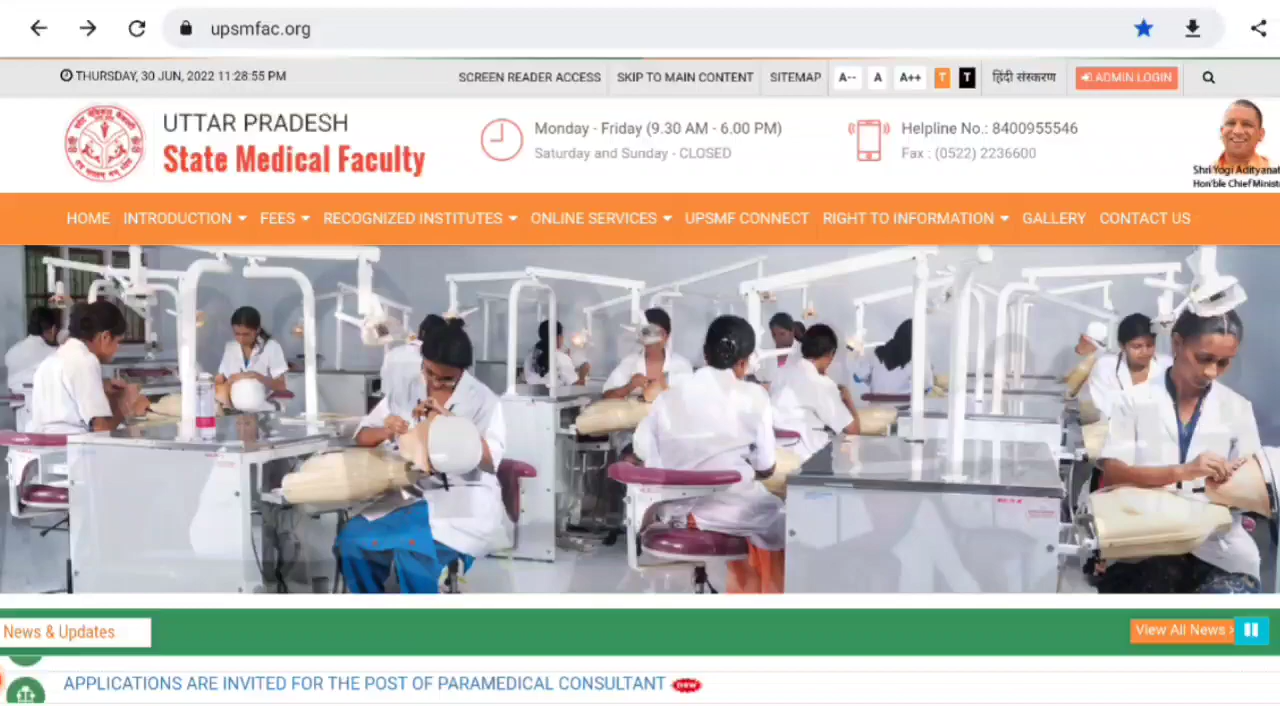 upsmfac.org
THURSDAY, 30 JUN, 2022 11:28:55 PM
SCREEN READER ACCESS
SKIP TO MAIN CONTENT
SITEMAP
A--
A
A++
T
T
हिंदी संस्करण
ADMIN LOGIN
UTTAR PRADESH
State Medical Faculty
Monday - Friday (9.30 AM - 6.00 PM)
Saturday and Sunday - CLOSED
Helpline No.: 8400955546
Fax : (0522) 2236600
Shri Yogi Adityanat
Hon'ble Chief Minist
HOME INTRODUCTION FEES RECOGNIZED INSTITUTES ONLINE SERVICES UPSMF CONNECT RIGHT TO INFORMATION GALLERY CONTACT US
News & Updates
View All News >
APPLICATIONS ARE INVITED FOR THE POST OF PARAMEDICAL CONSULTANT new